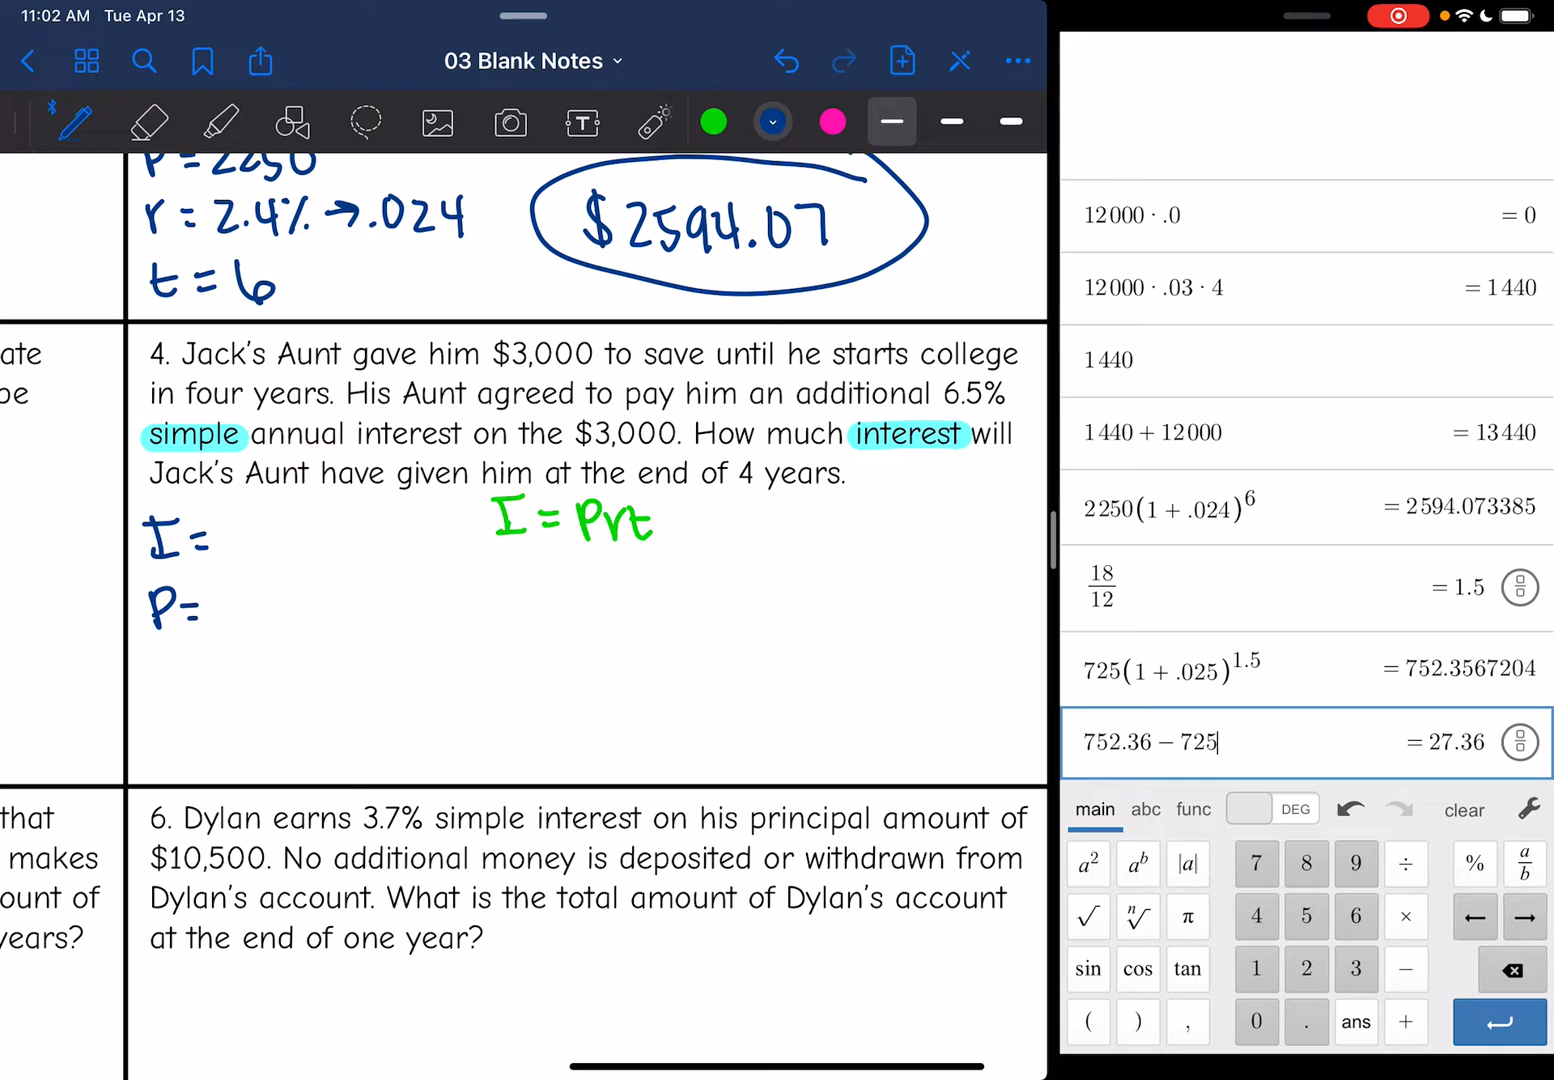 11:02 AM Tue Apr 13
03 Blank Notes
T
P = 2250
r = 2.4% → .024
t = 6
$2594.07
ate
be
4. Jack's Aunt gave him $3,000 to save until he starts college
in four years. His Aunt agreed to pay him an additional 6.5%
simple annual interest on the $3,000. How much interest will
Jack's Aunt have given him at the end of 4 years.
I =
I = Prt
P =
that
makes
ount of
years?
6. Dylan earns 3.7% simple interest on his principal amount of
$10,500. No additional money is deposited or withdrawn from
Dylan's account. What is the total amount of Dylan's account
at the end of one year?
12000 · .0 = 0
12000 · .03 · 4 = 1440
1440
1440 + 12000 = 13440
2250(1 + .024)^6 = 2594.073385
18/12 = 1.5
725(1 + .025)^1.5 = 752.3567204
752.36 − 725 = 27.36
main abc func DEG clear
a² aᵇ |a| 7 8 9 ÷ % a/b
√ ⁿ√ π 4 5 6 × ← →
sin cos tan 1 2 3 −
( ) , 0 . ans +